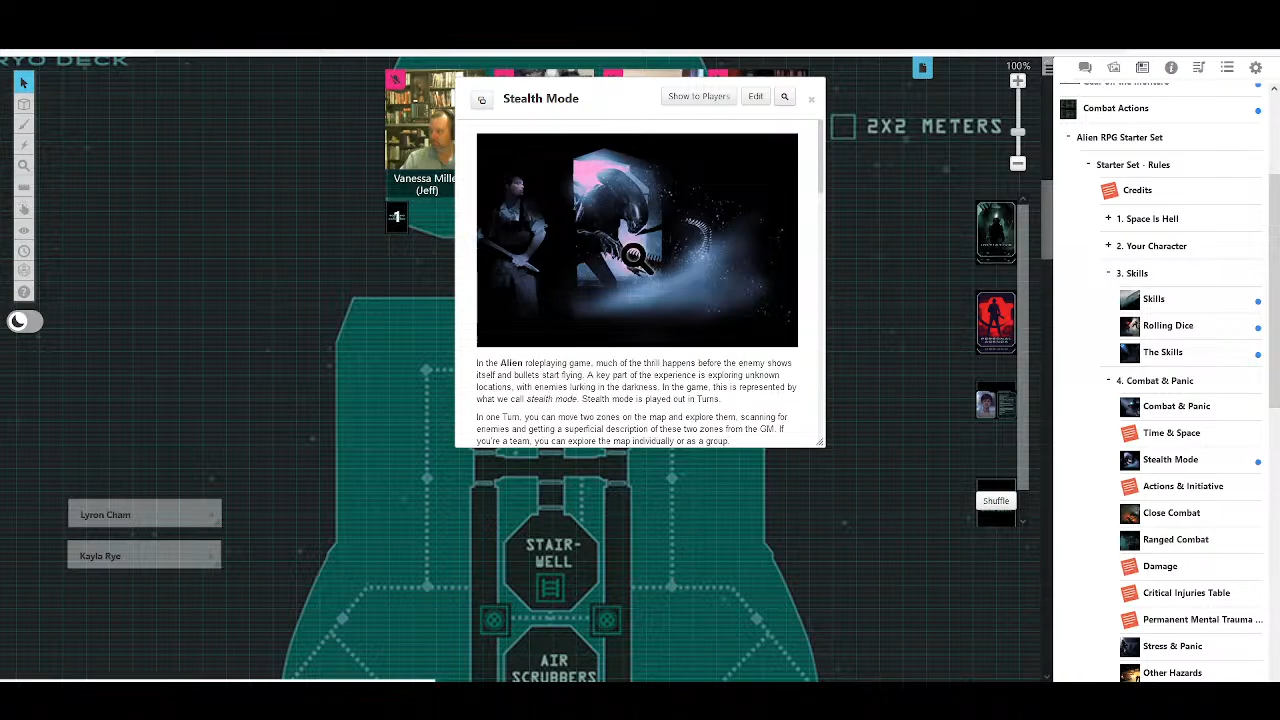 RYO DECK
2X2 METERS
Vanessa Mille
(Jeff)
1
Stealth Mode
Show to Players
Edit
In the Alien roleplaying game, much of the thrill happens before the enemy shows
itself and bullets start flying. A key part of the experience is exploring unknown
locations, with enemies lurking in the darkness. In the game, this is represented by
what we call stealth mode. Stealth mode is played out in Turns.
In one Turn, you can move two zones on the map and explore them, scanning for
enemies and getting a superficial description of these two zones from the GM. If
you're a team, you can explore the map individually or as a group.
Lyron Cham
Kayla Rye
STAIR-
WELL
AIR
SCRUBBERS
100%
INITIATIVE
PERSONAL
AGENDA
Shuffle
Combat Actions
Alien RPG Starter Set
Starter Set - Rules
Credits
1. Space Is Hell
2. Your Character
3. Skills
Skills
Rolling Dice
The Skills
4. Combat & Panic
Combat & Panic
Time & Space
Stealth Mode
Actions & Initiative
Close Combat
Ranged Combat
Damage
Critical Injuries Table
Permanent Mental Trauma ...
Stress & Panic
Other Hazards